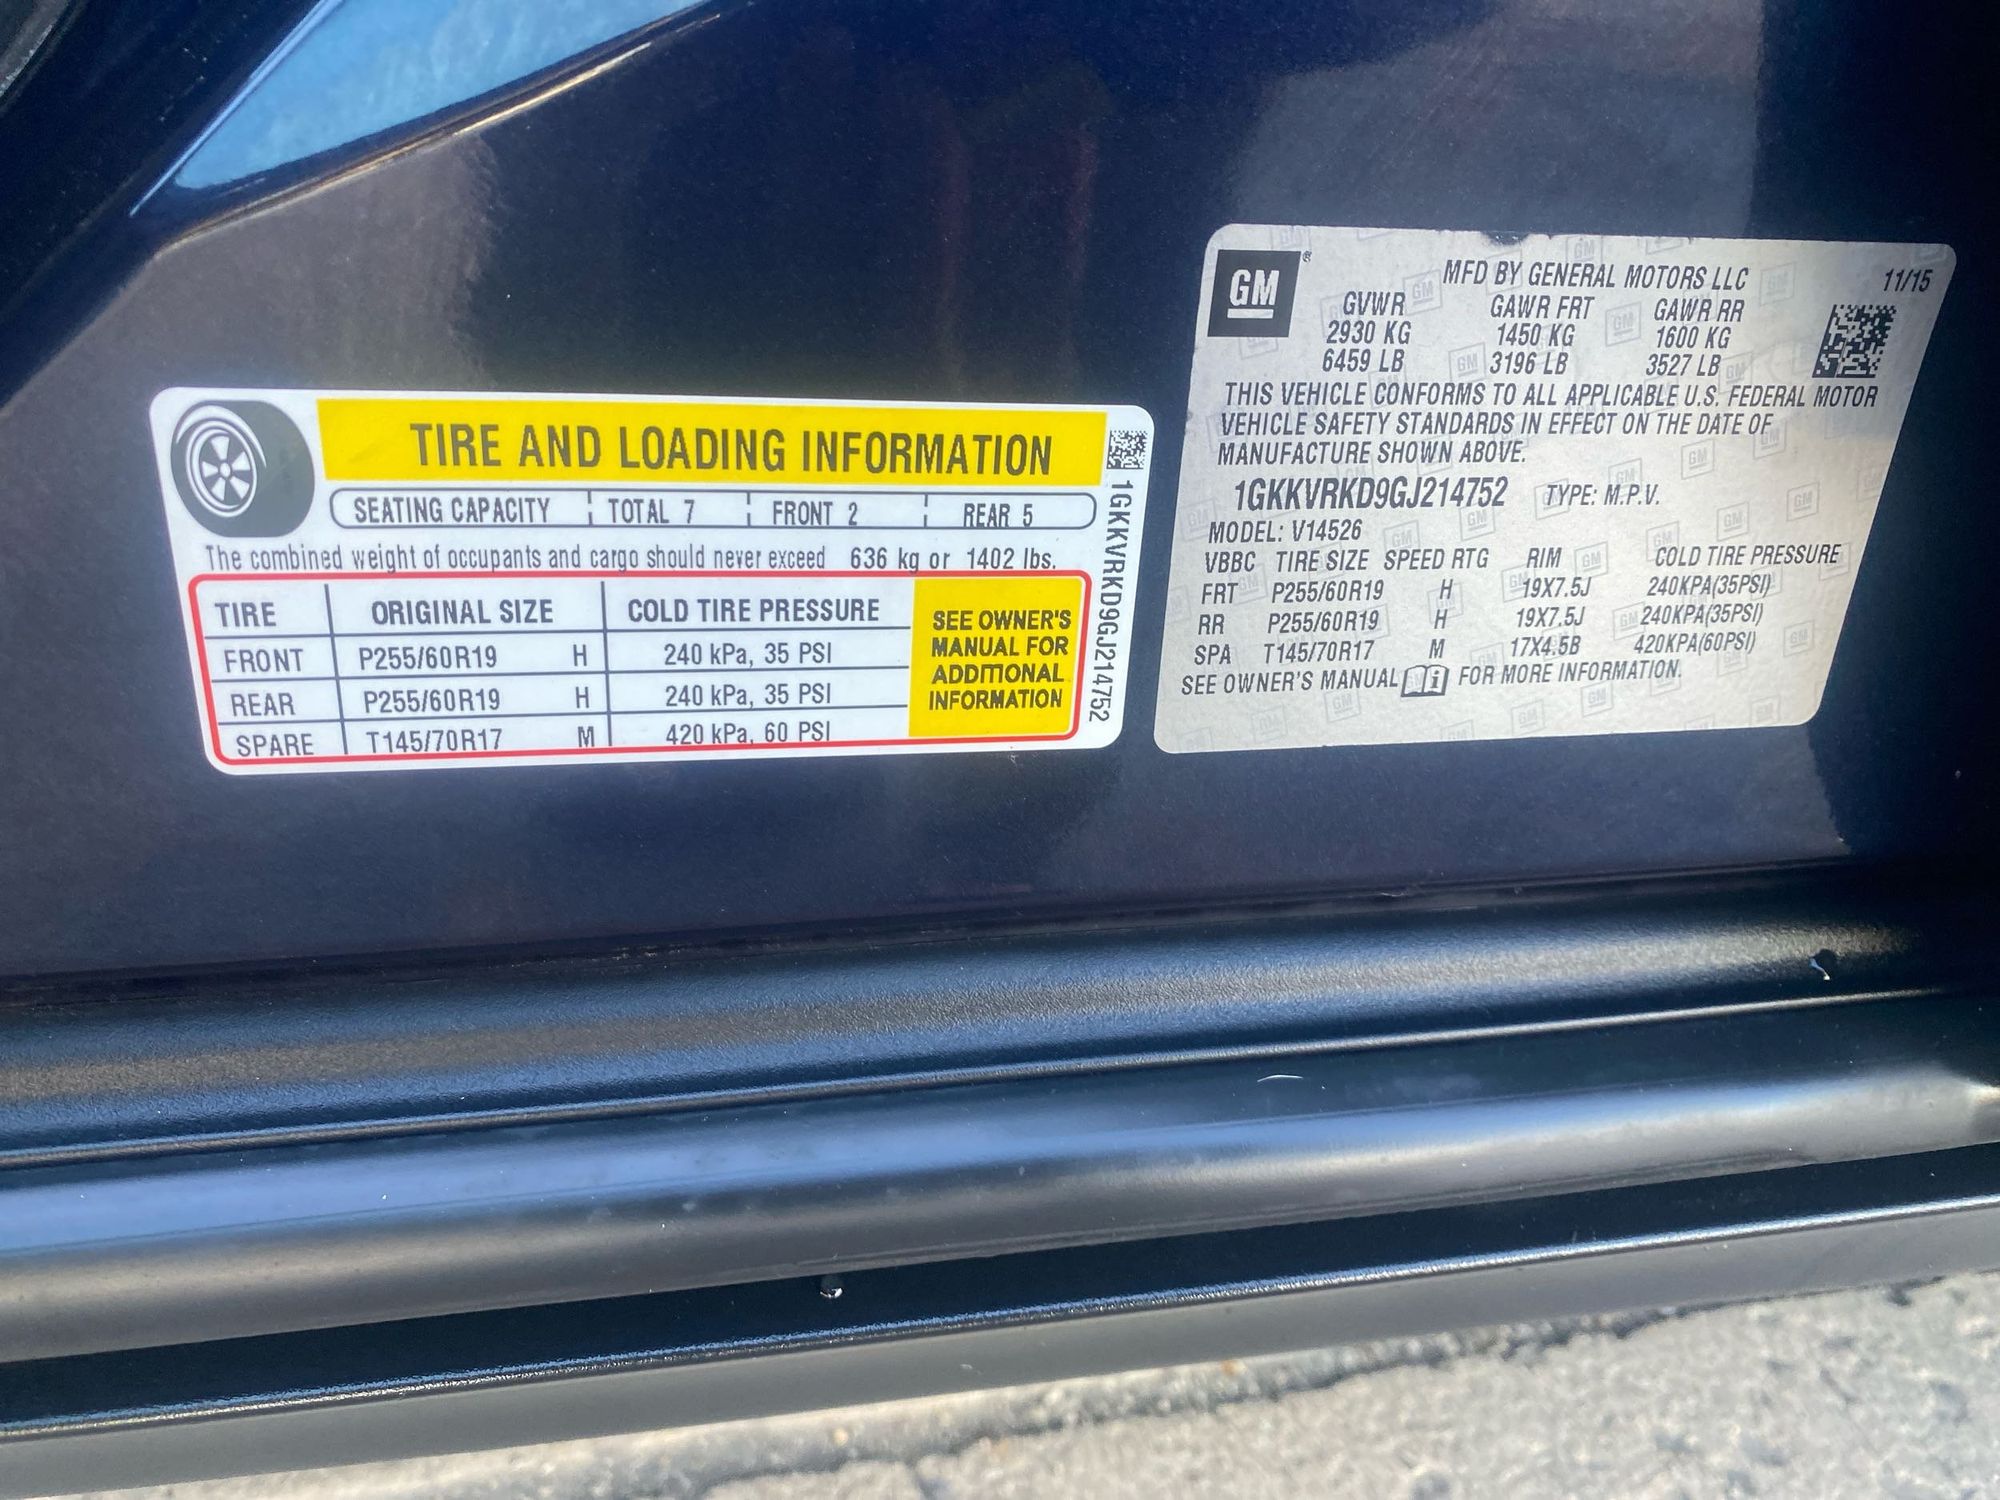 TIRE AND LOADING INFORMATION
SEATING CAPACITY TOTAL 7 FRONT 2 REAR 5
The combined weight of occupants and cargo should never exceed 636 kg or 1402 lbs.
TIRE ORIGINAL SIZE COLD TIRE PRESSURE
FRONT P255/60R19 H 240 kPa, 35 PSI
REAR P255/60R19 H 240 kPa, 35 PSI
SPARE T145/70R17 M 420 kPa, 60 PSI
SEE OWNER'S
MANUAL FOR
ADDITIONAL
INFORMATION
1GKKVRKD9GJ214752
GM®
MFD BY GENERAL MOTORS LLC 11/15
GVWR GAWR FRT GAWR RR
2930 KG 1450 KG 1600 KG
6459 LB 3196 LB 3527 LB
THIS VEHICLE CONFORMS TO ALL APPLICABLE U.S. FEDERAL MOTOR
VEHICLE SAFETY STANDARDS IN EFFECT ON THE DATE OF
MANUFACTURE SHOWN ABOVE.
1GKKVRKD9GJ214752 TYPE: M.P.V.
MODEL: V14526
VBBC TIRE SIZE SPEED RTG RIM COLD TIRE PRESSURE
FRT P255/60R19 H 19X7.5J 240KPA(35PSI)
RR P255/60R19 H 19X7.5J 240KPA(35PSI)
SPA T145/70R17 M 17X4.5B 420KPA(60PSI)
SEE OWNER'S MANUAL FOR MORE INFORMATION.